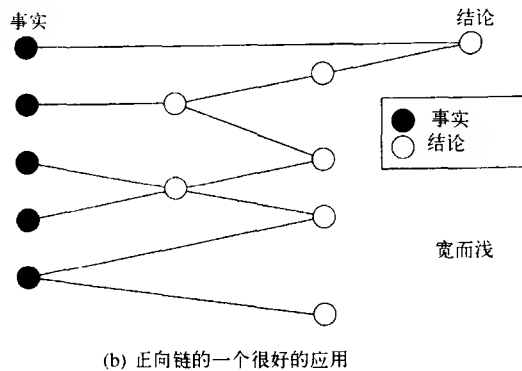 事实
结论
事实
结论
宽而浅
(b) 正向链的一个很好的应用